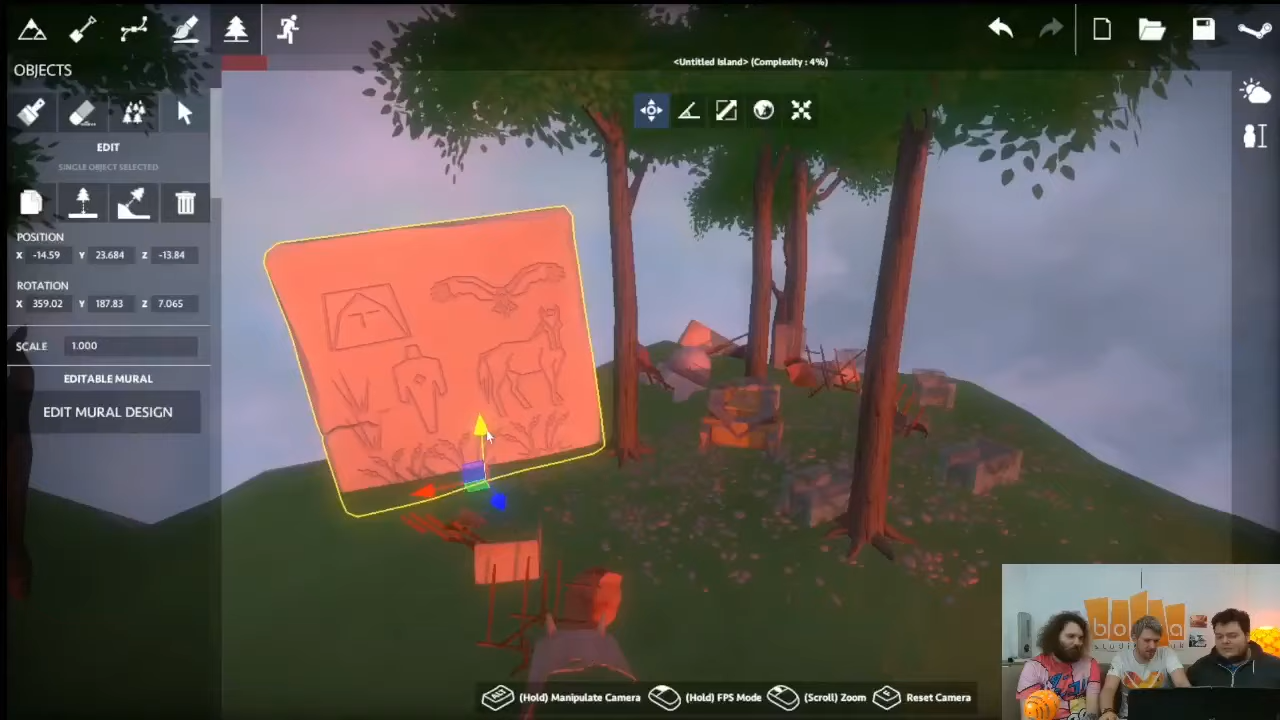 <Untitled Island> (Complexity : 4%)
OBJECTS
EDIT
SINGLE OBJECT SELECTED
POSITION
X -14.59 Y 23.684 Z -13.84
ROTATION
X 359.02 Y 187.83 Z 7.065
SCALE 1.000
EDITABLE MURAL
EDIT MURAL DESIGN
ALT (Hold) Manipulate Camera (Hold) FPS Mode (Scroll) Zoom Reset Camera